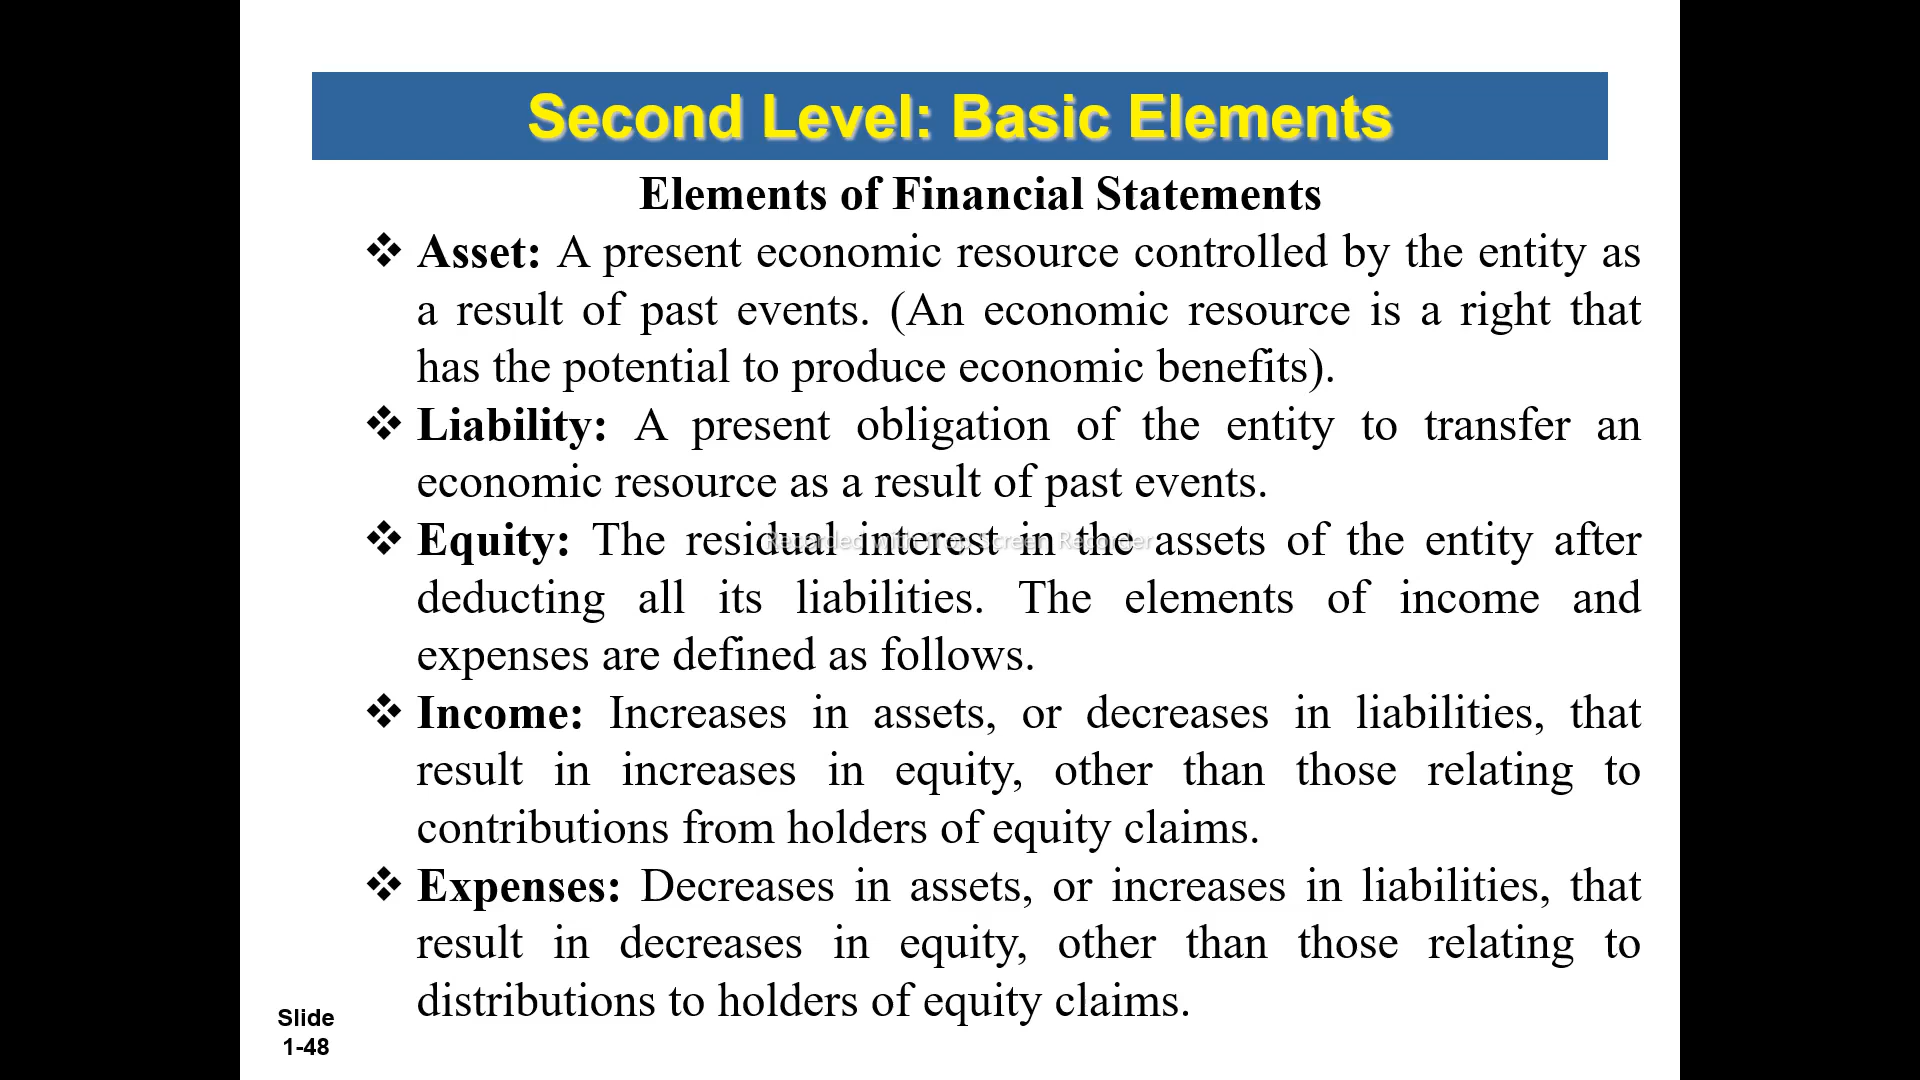 Second Level: Basic Elements
Elements of Financial Statements
❖ Asset: A present economic resource controlled by the entity as
a result of past events. (An economic resource is a right that
has the potential to produce economic benefits).
❖ Liability: A present obligation of the entity to transfer an
economic resource as a result of past events.
❖ Equity: The residual interest in the assets of the entity after
deducting all its liabilities. The elements of income and
expenses are defined as follows.
❖ Income: Increases in assets, or decreases in liabilities, that
result in increases in equity, other than those relating to
contributions from holders of equity claims.
❖ Expenses: Decreases in assets, or increases in liabilities, that
result in decreases in equity, other than those relating to
distributions to holders of equity claims.
Slide
1-48
Recorded with Screen Recorder